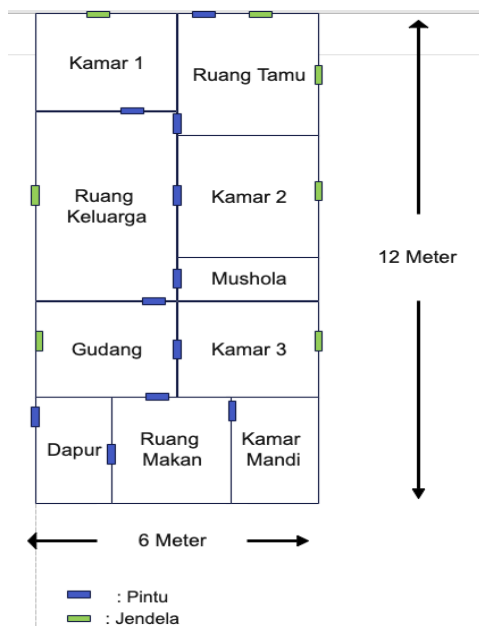 Kamar 1
Ruang Tamu
Ruang
Keluarga
Kamar 2
Mushola
12 Meter
Gudang
Kamar 3
Dapur
Ruang
Makan
Kamar
Mandi
6 Meter
: Pintu
: Jendela